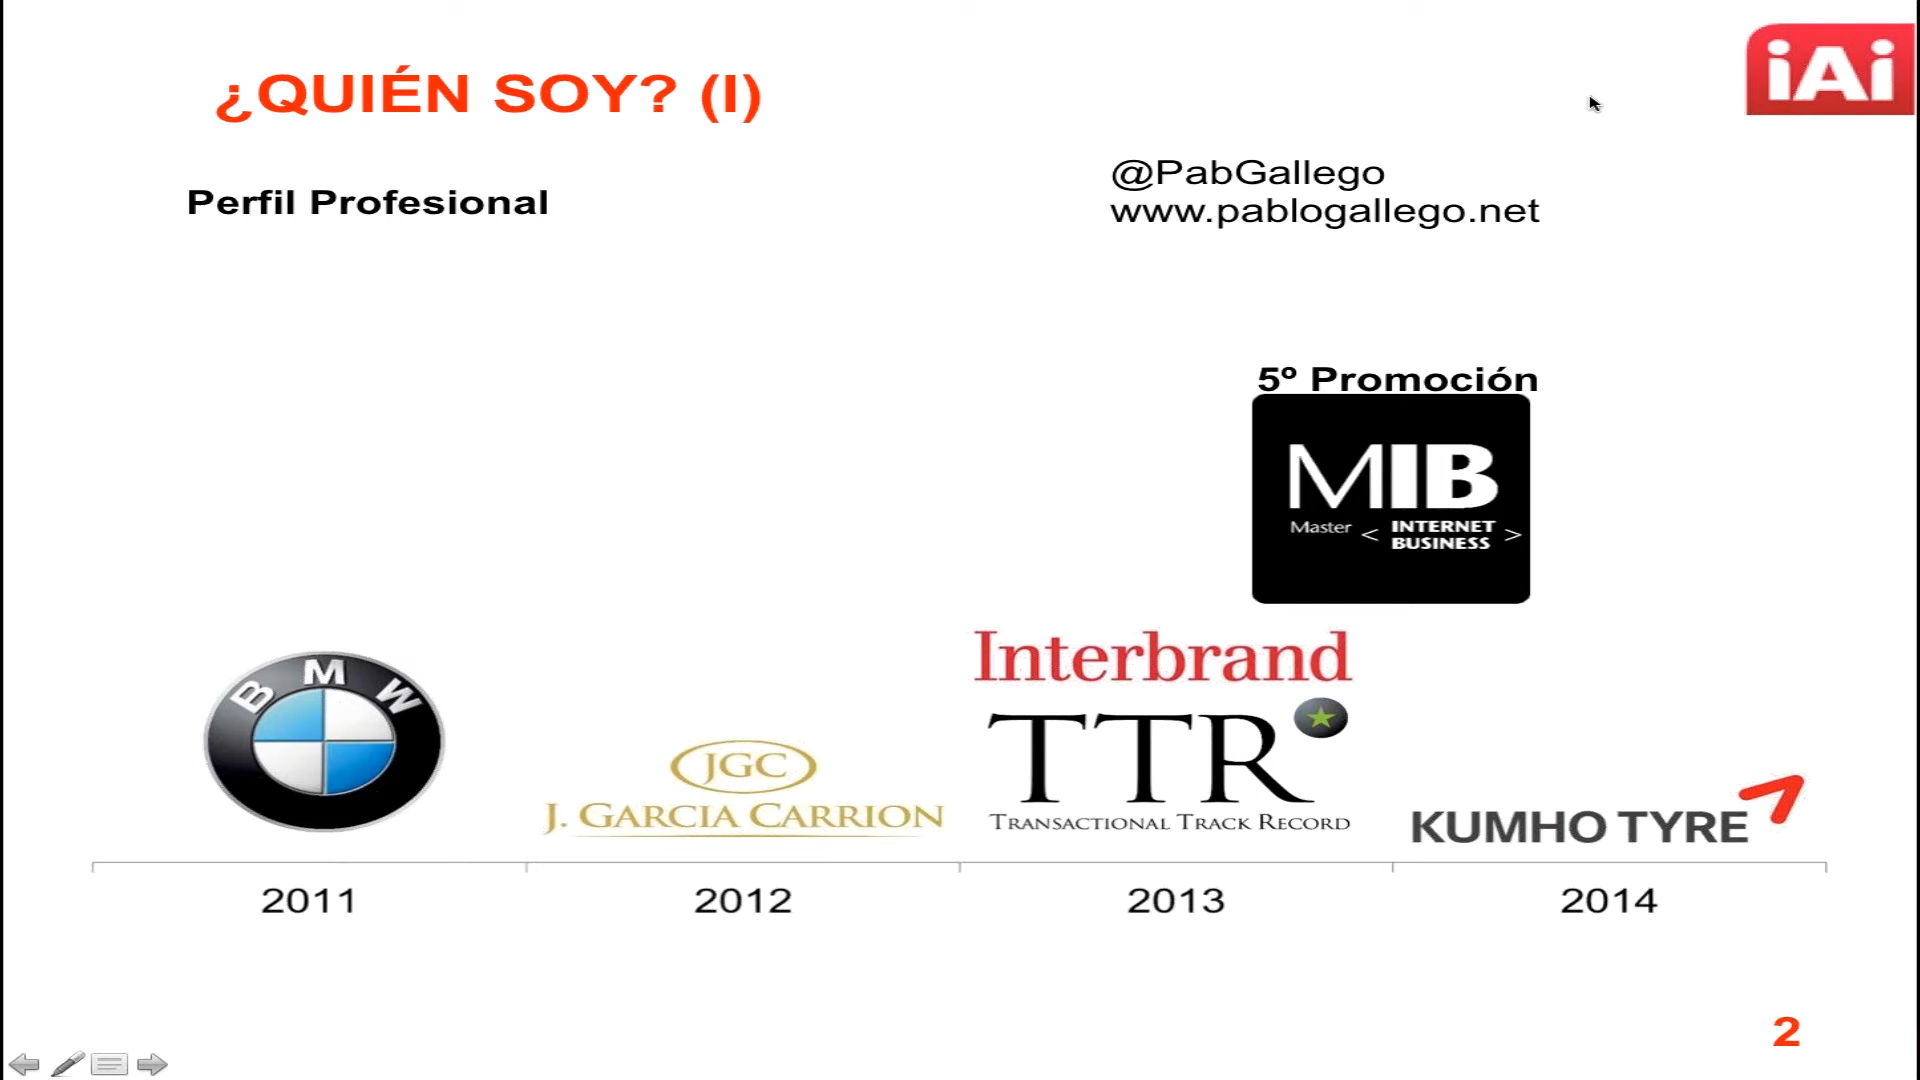 ¿QUIÉN SOY? (I)
iAi
Perfil Profesional
@PabGallego
www.pablogallego.net
5º Promoción
MIB
Master < INTERNET BUSINESS >
BMW
JGC
J. GARCIA CARRION
Interbrand
TTR
TRANSACTIONAL TRACK RECORD
KUMHO TYRE
2011
2012
2013
2014
2